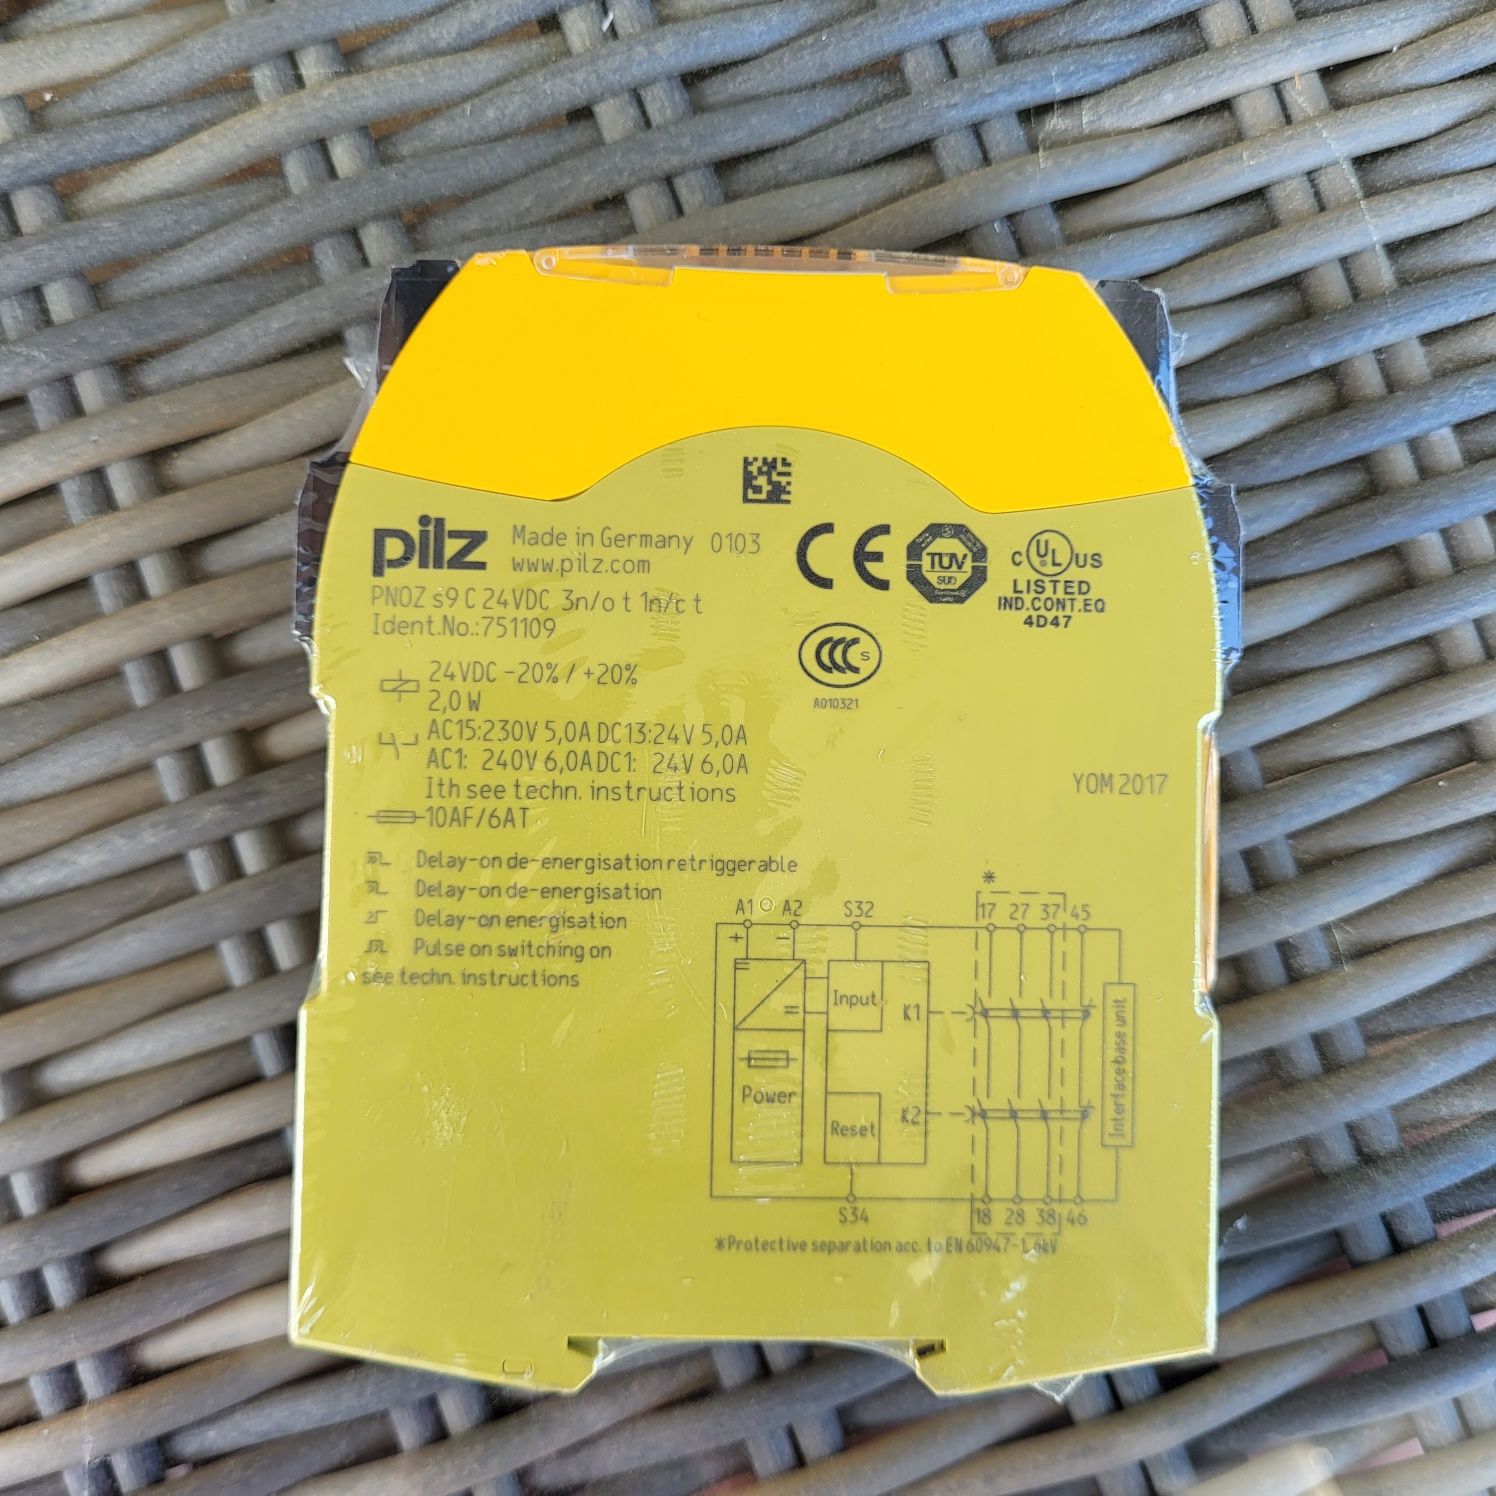 pilz Made in Germany 0103
www.pilz.com
PNOZ s9 C 24VDC 3n/o t 1n/c t
Ident.No.:751109
CE
TÜV
SÜD
C UL US
LISTED
IND.CONT.EQ
4D47
CCC S
A010321
24VDC -20% / +20%
2,0 W
AC15:230V 5,0A DC13:24V 5,0A
AC1: 240V 6,0A DC1: 24V 6,0A
Ith see techn. instructions
10AF/6AT
YOM 2017
Delay-on de-energisation retriggerable
Delay-on de-energisation
Delay-on energisation
Pulse on switching on
see techn. instructions
*
A1 A2 S32 17 27 37 45
+ -
Input
K1
Interface base unit
Power
Reset
K2
S34 18 28 38 46
*Protective separation acc. to EN 60947-1, 6kV